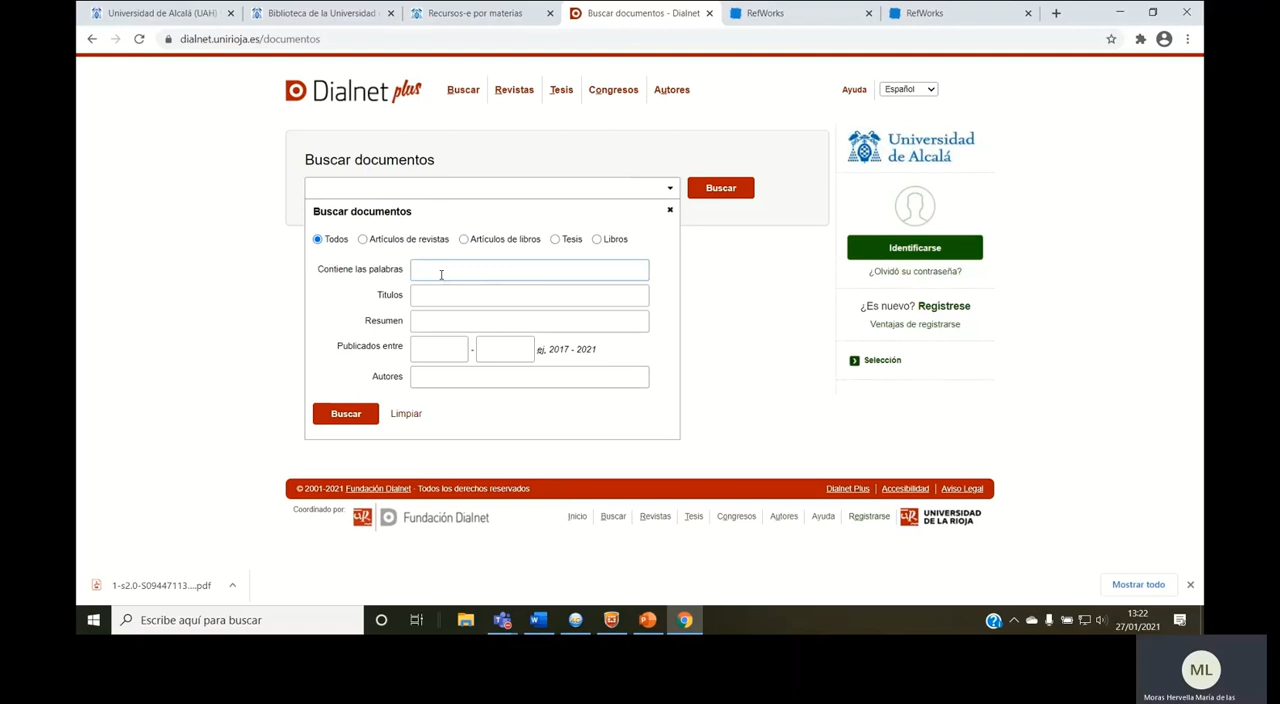 Universidad de Alcalá (UAH)
Biblioteca de la Universidad
Recursos-e por materias
Buscar documentos - Dialnet
RefWorks
RefWorks
dialnet.unirioja.es/documentos
Dialnet plus
Buscar
Revistas
Tesis
Congresos
Autores
Ayuda
Español
Buscar documentos
Buscar
Universidad
de Alcalá
Buscar documentos
Todos
Artículos de revistas
Artículos de libros
Tesis
Libros
Identificarse
¿Olvidó su contraseña?
Contiene las palabras
Titulos
¿Es nuevo? Regístrese
Resumen
Ventajas de registrarse
Publicados entre
-
ej, 2017 - 2021
Selección
Autores
Buscar
Limpiar
© 2001-2021 Fundación Dialnet · Todos los derechos reservados
Dialnet Plus
Accesibilidad
Aviso Legal
Coordinado por:
Fundación Dialnet
Inicio
Buscar
Revistas
Tesis
Congresos
Autores
Ayuda
Registrarse
UNIVERSIDAD
DE LA RIOJA
1-s2.0-S09447113....pdf
Mostrar todo
Escribe aquí para buscar
13:22
27/01/2021
ML
Moras Hervella María de las